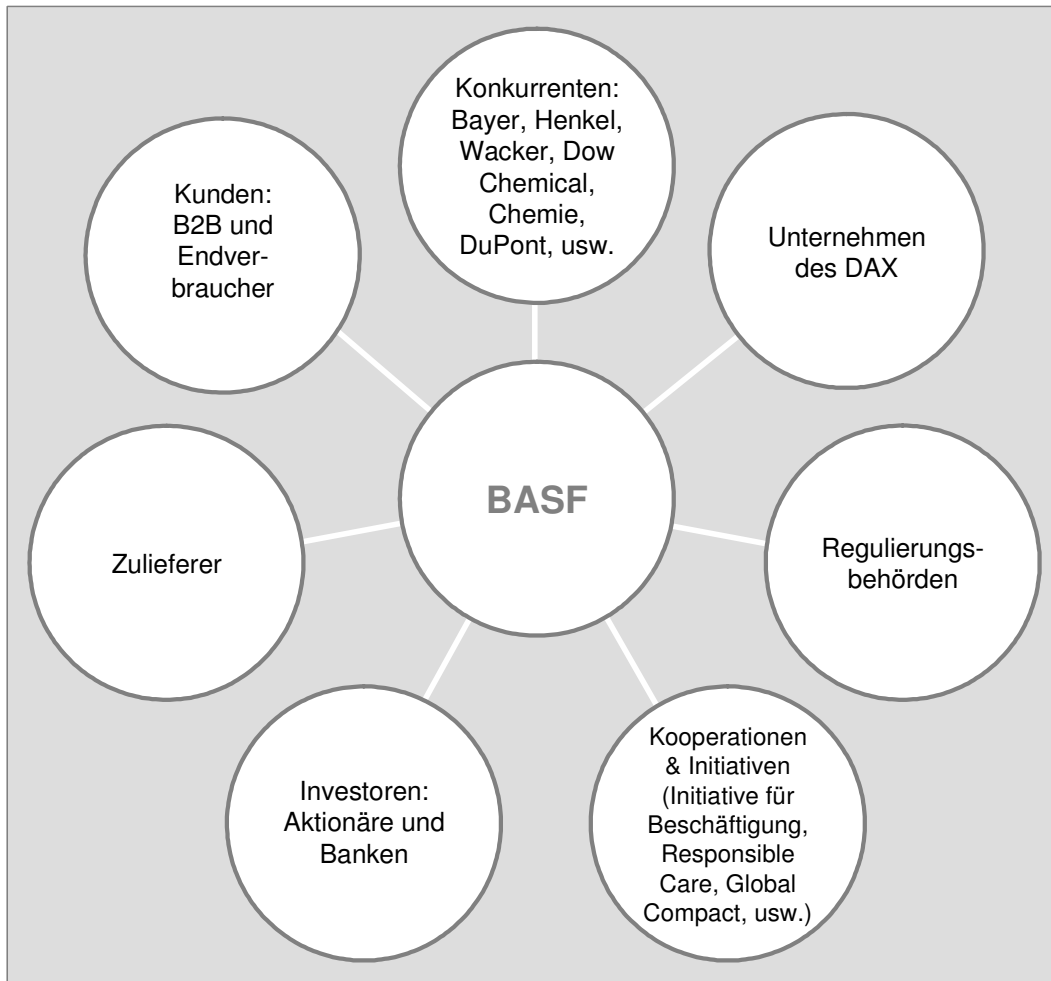 Konkurrenten:
Bayer, Henkel,
Wacker, Dow
Chemical,
Chemie,
DuPont, usw.
Kunden:
B2B und
Endver-
braucher
Unternehmen
des DAX
BASF
Zulieferer
Regulierungs-
behörden
Investoren:
Aktionäre und
Banken
Kooperationen
& Initiativen
(Initiative für
Beschäftigung,
Responsible
Care, Global
Compact, usw.)